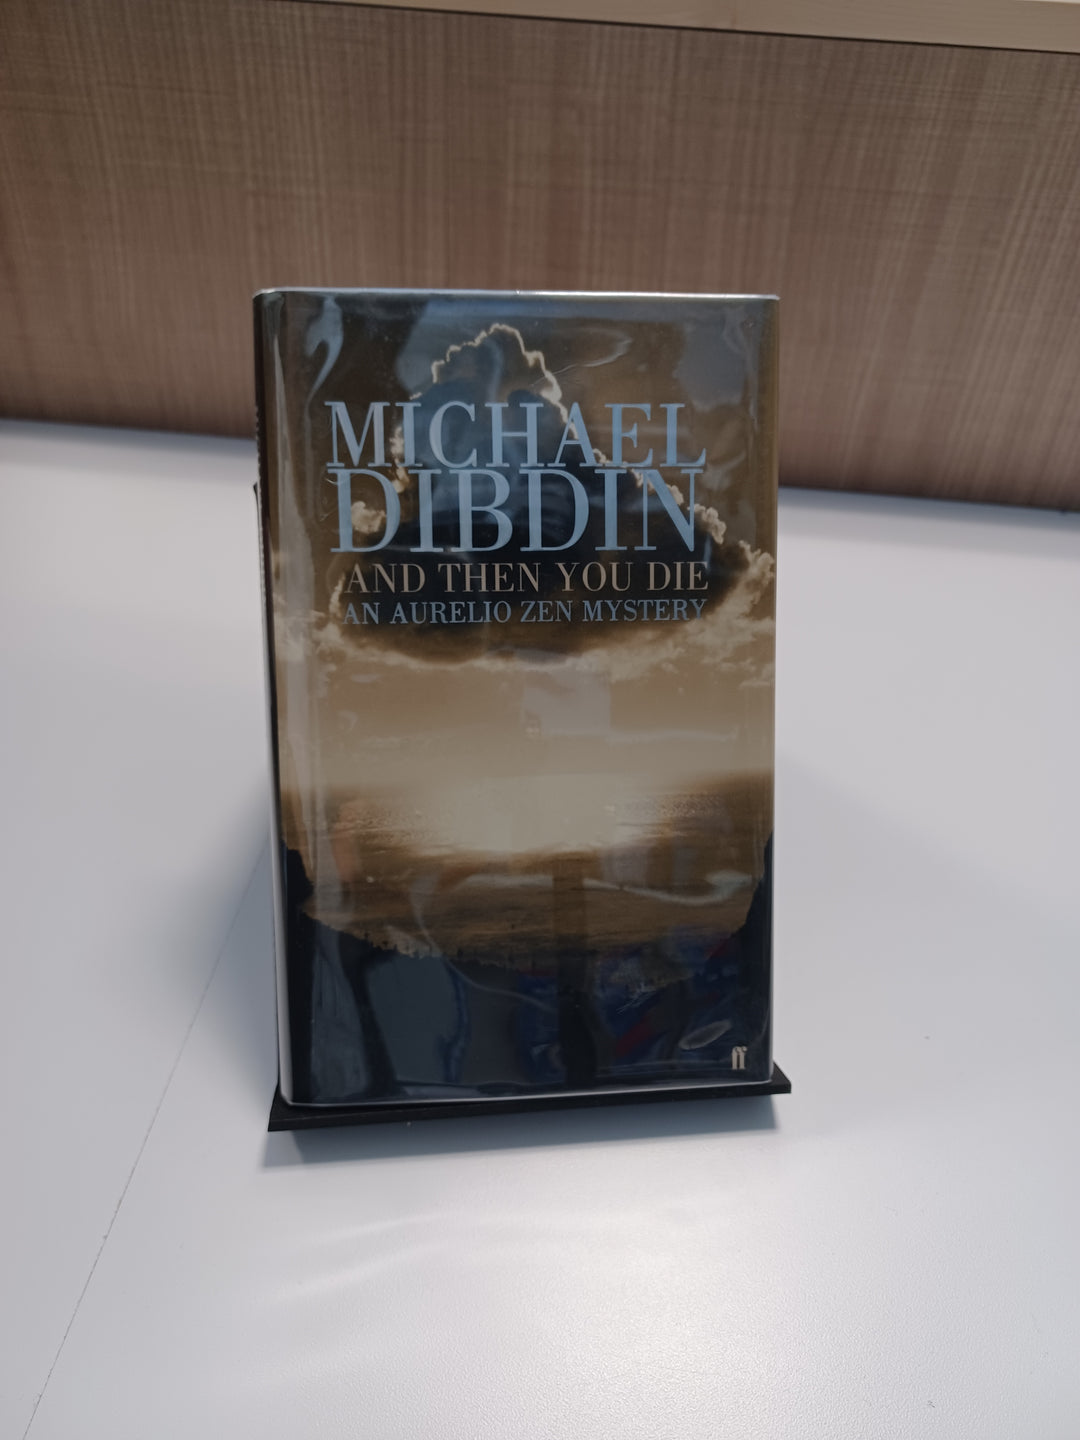 MICHAEL
DIBDIN
AND THEN YOU DIE
AN AURELIO ZEN MYSTERY
ff